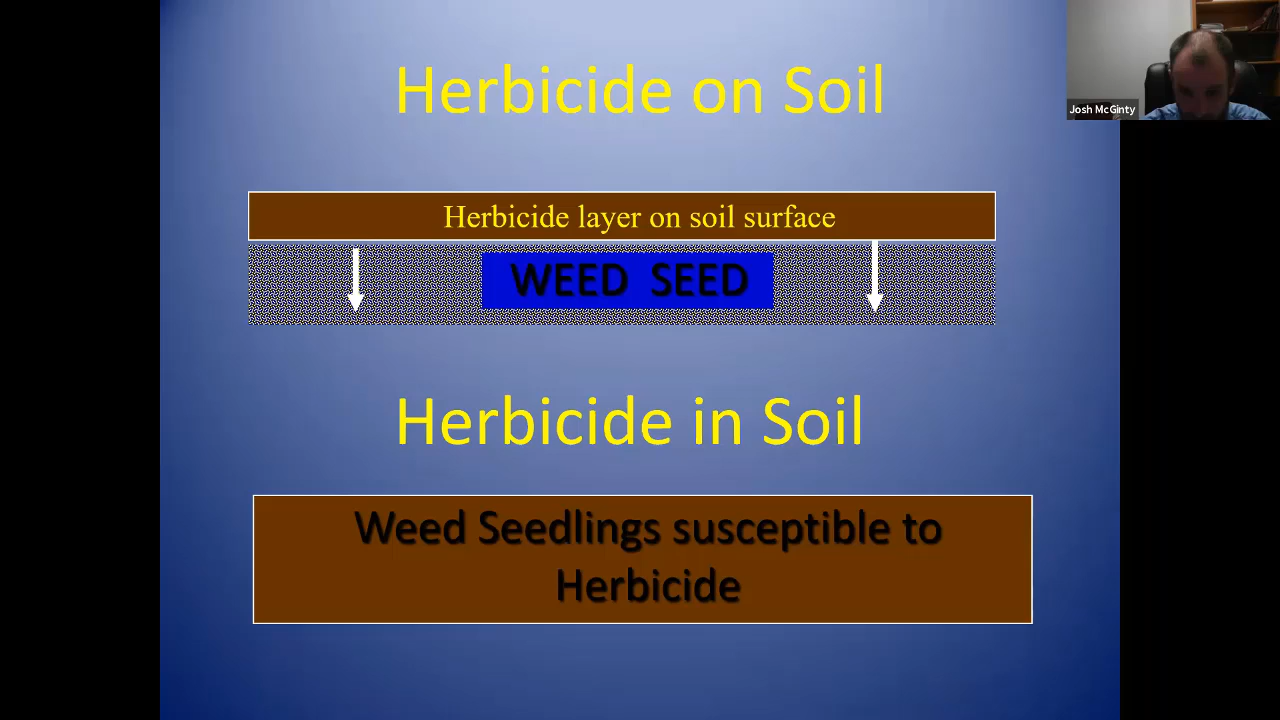 Herbicide on Soil
Josh McGinty
Herbicide layer on soil surface
WEED SEED
Herbicide in Soil
Weed Seedlings susceptible to
Herbicide